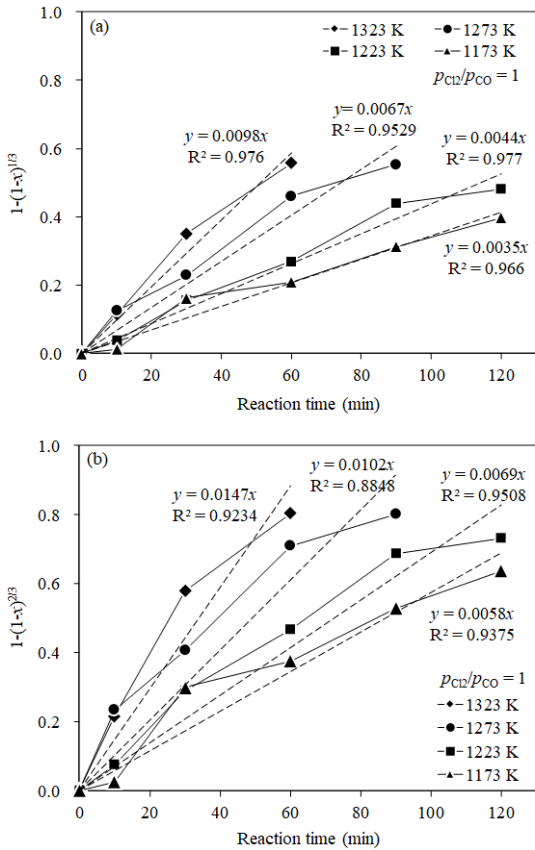 (a)
1323 K 1273 K
1223 K 1173 K
p_Cl2/p_CO = 1
y = 0.0098x
R² = 0.976
y= 0.0067x
R² = 0.9529
y = 0.0044x
R² = 0.977
y = 0.0035x
R² = 0.966
1-(1-x)^1/3
1.0
0.8
0.6
0.4
0.2
0.0
0 20 40 60 80 100 120
Reaction time (min)
(b)
y = 0.0147x
R² = 0.9234
y = 0.0102x
R² = 0.8848
y = 0.0069x
R² = 0.9508
y = 0.0058x
R² = 0.9375
p_Cl2/p_CO = 1
1323 K
1273 K
1223 K
1173 K
1-(1-x)^2/3
1.0
0.8
0.6
0.4
0.2
0.0
0 20 40 60 80 100 120
Reaction time (min)